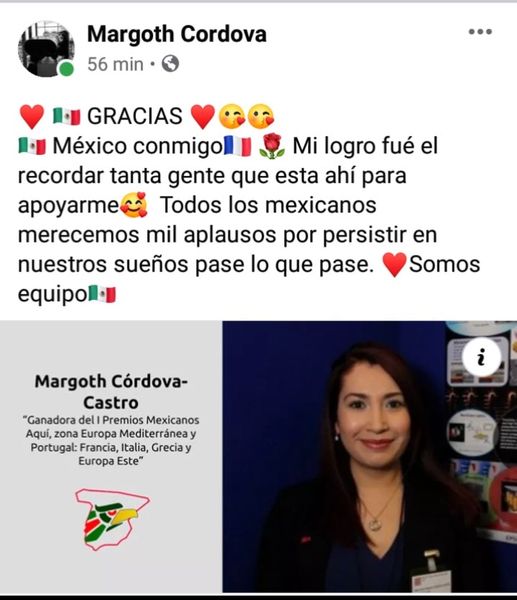 Margoth Cordova
56 min
❤️ 🇲🇽 GRACIAS ❤️😘😘
🇲🇽 México conmigo🇫🇷 🌹 Mi logro fué el
recordar tanta gente que esta ahí para
apoyarme🥰 Todos los mexicanos
merecemos mil aplausos por persistir en
nuestros sueños pase lo que pase. ❤️Somos
equipo🇲🇽
Margoth Córdova-
Castro
“Ganadora del I Premios Mexicanos
Aquí, zona Europa Mediterránea y
Portugal: Francia, Italia, Grecia y
Europa Este”